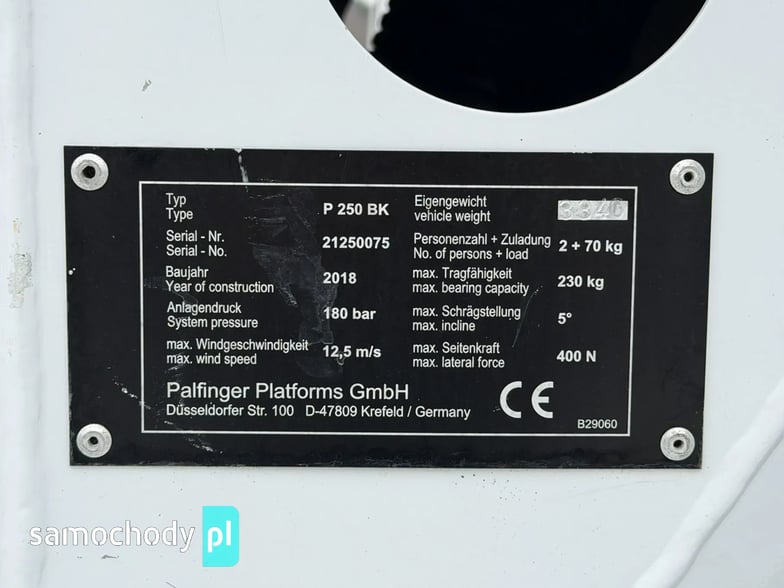 Typ
Type
P 250 BK
Serial - Nr.
Serial - No.
21250075
Baujahr
Year of construction
2018
Anlagendruck
System pressure
180 bar
max. Windgeschwindigkeit
max. wind speed
12,5 m/s
Eigengewicht
vehicle weight
3340
Personenzahl + Zuladung
No. of persons + load
2 + 70 kg
max. Tragfähigkeit
max. bearing capacity
230 kg
max. Schrägstellung
max. incline
5°
max. Seitenkraft
max. lateral force
400 N
Palfinger Platforms GmbH
Düsseldorfer Str. 100 D-47809 Krefeld / Germany
CE
B29060
samochody pl